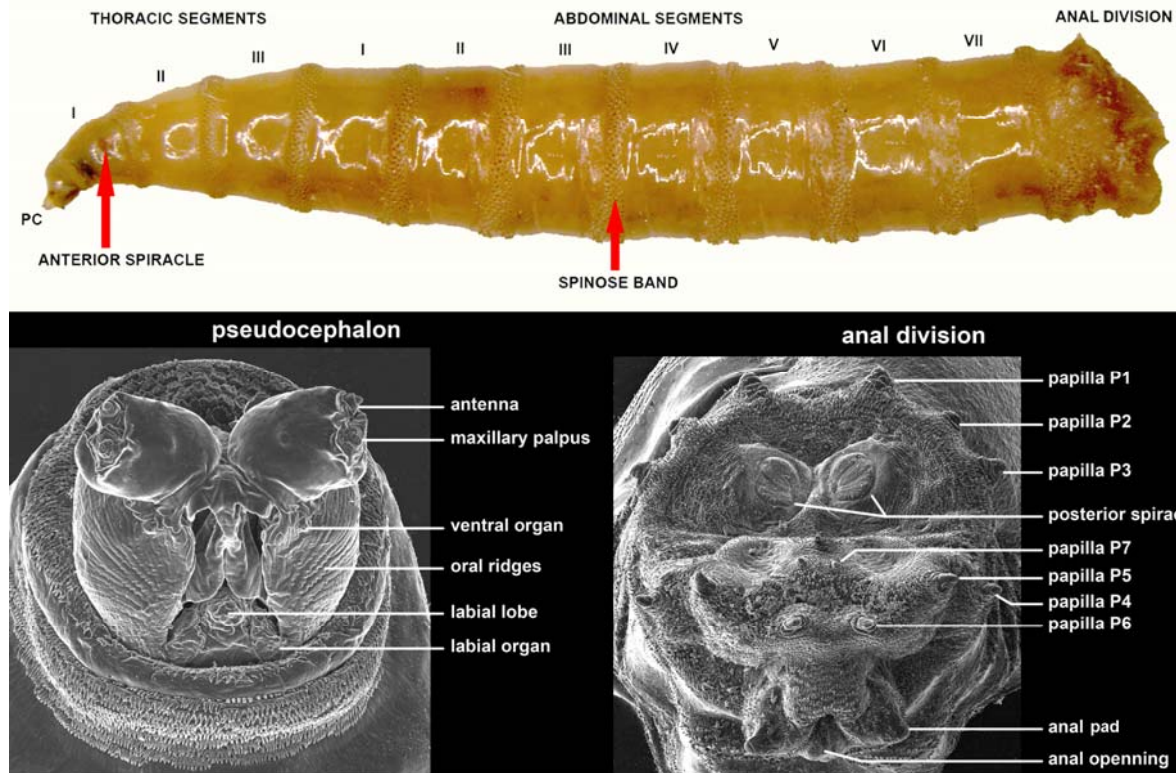 THORACIC SEGMENTS
ABDOMINAL SEGMENTS
ANAL DIVISION
I
II
III
I
II
III
IV
V
VI
VII
PC
ANTERIOR SPIRACLE
SPINOSE BAND
pseudocephalon
antenna
maxillary palpus
ventral organ
oral ridges
labial lobe
labial organ
anal division
papilla P1
papilla P2
papilla P3
posterior spirac
papilla P7
papilla P5
papilla P4
papilla P6
anal pad
anal openning